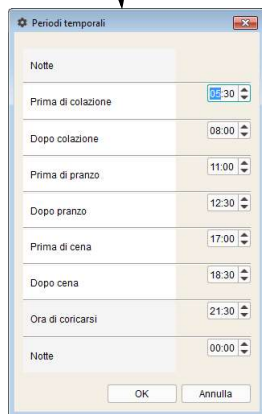 Periodi temporali
Notte
Prima di colazione 05:30
Dopo colazione 08:00
Prima di pranzo 11:00
Dopo pranzo 12:30
Prima di cena 17:00
Dopo cena 18:30
Ora di coricarsi 21:30
Notte 00:00
OK Annulla